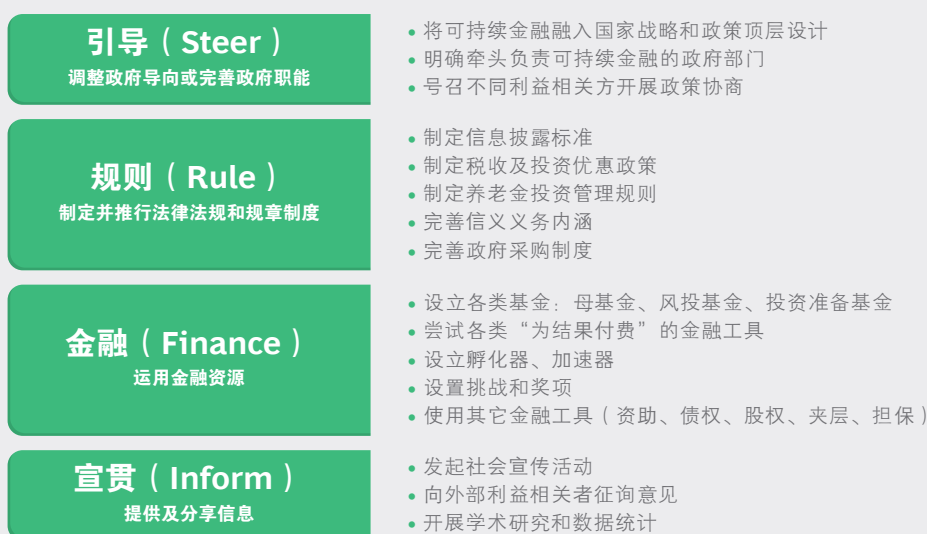 引导（Steer）
调整政府导向或完善政府职能
• 将可持续金融融入国家战略和政策顶层设计
• 明确牵头负责可持续金融的政府部门
• 号召不同利益相关方开展政策协商
规则（Rule）
制定并推行法律法规和规章制度
• 制定信息披露标准
• 制定税收及投资优惠政策
• 制定养老金投资管理规则
• 完善信义义务内涵
• 完善政府采购制度
金融（Finance）
运用金融资源
• 设立各类基金：母基金、风投基金、投资准备基金
• 尝试各类“为结果付费”的金融工具
• 设立孵化器、加速器
• 设置挑战和奖项
• 使用其它金融工具（资助、债权、股权、夹层、担保）
宣贯（Inform）
提供及分享信息
• 发起社会宣传活动
• 向外部利益相关者征询意见
• 开展学术研究和数据统计